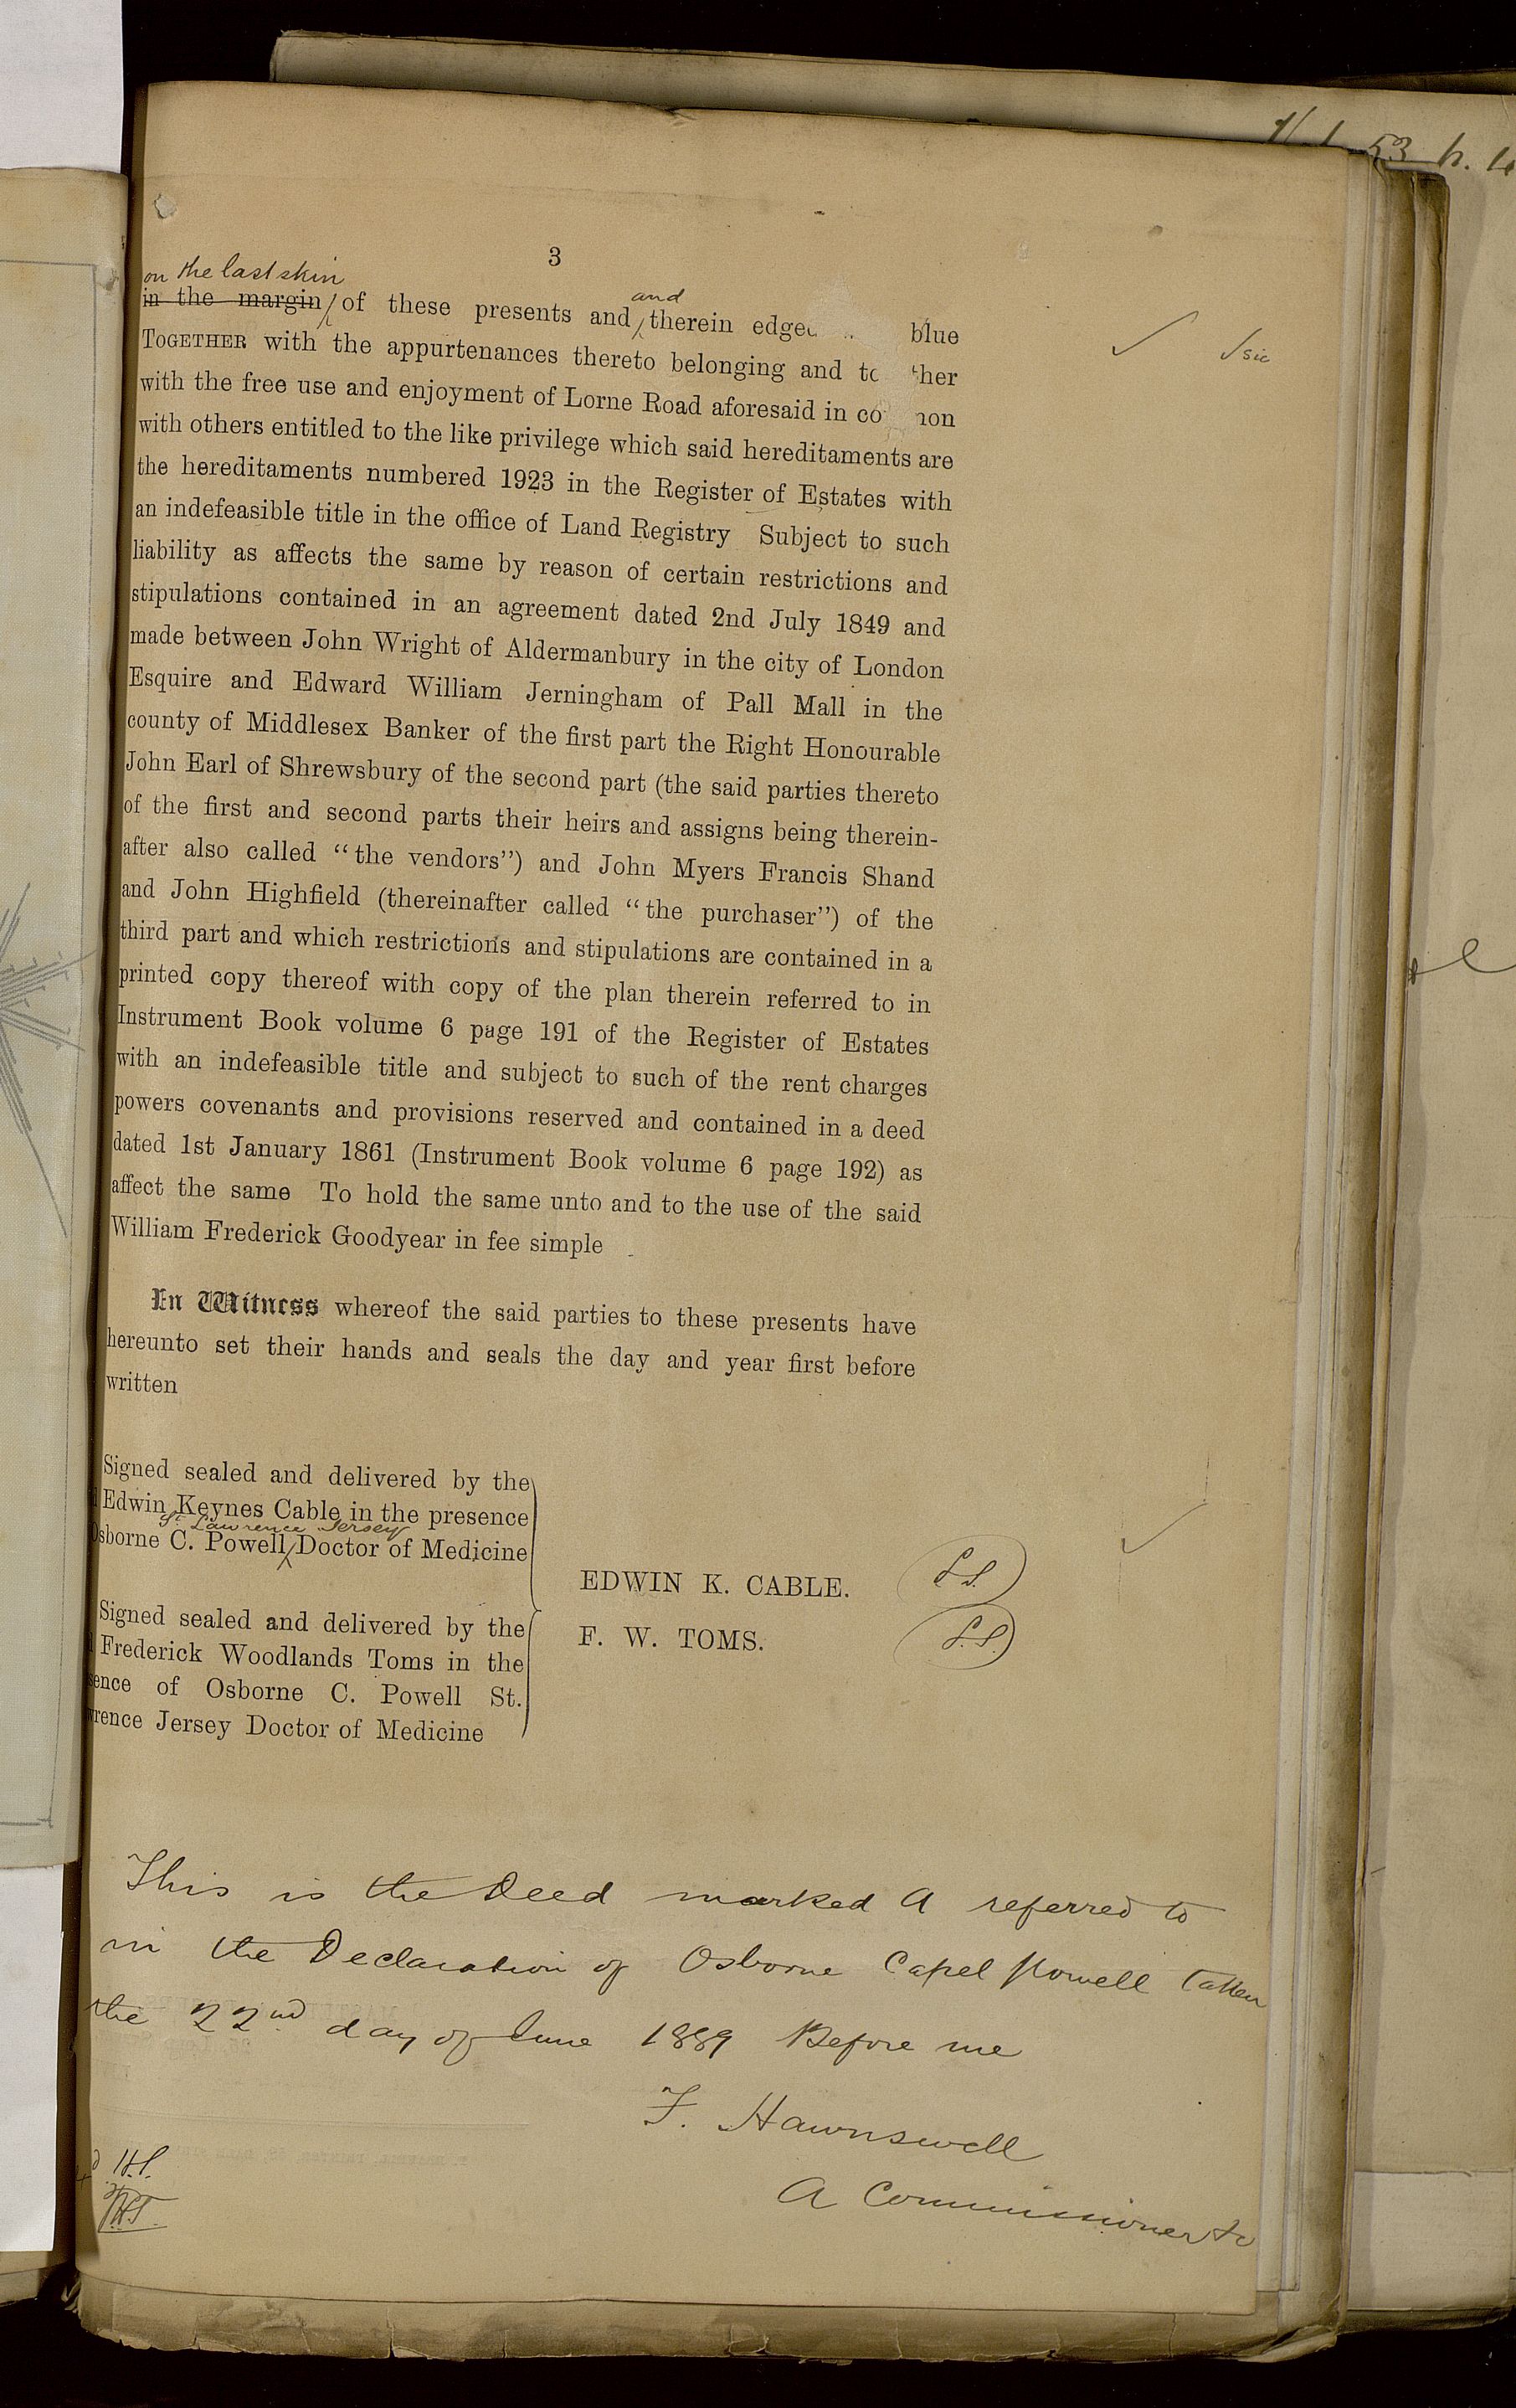 3
on the last skin
in the margin of these presents and and therein edge blue
TOGETHER with the appurtenances thereto belonging and to ther
sic
with the free use and enjoyment of Lorne Road aforesaid in co mon
with others entitled to the like privilege which said hereditaments are
the hereditaments numbered 1923 in the Register of Estates with
an indefeasible title in the office of Land Registry Subject to such
liability as affects the same by reason of certain restrictions and
stipulations contained in an agreement dated 2nd July 1849 and
made between John Wright of Aldermanbury in the city of London
Esquire and Edward William Jerningham of Pall Mall in the
county of Middlesex Banker of the first part the Right Honourable
John Earl of Shrewsbury of the second part (the said parties thereto
of the first and second parts their heirs and assigns being therein-
after also called "the vendors") and John Myers Francis Shand
and John Highfield (thereinafter called "the purchaser") of the
third part and which restrictions and stipulations are contained in a
printed copy thereof with copy of the plan therein referred to in
Instrument Book volume 6 page 191 of the Register of Estates
with an indefeasible title and subject to such of the rent charges
powers covenants and provisions reserved and contained in a deed
dated 1st January 1861 (Instrument Book volume 6 page 192) as
affect the same To hold the same unto and to the use of the said
William Frederick Goodyear in fee simple
In Witness whereof the said parties to these presents have
hereunto set their hands and seals the day and year first before
written
Signed sealed and delivered by the
Edwin Keynes Cable in the presence
St. Lawrence Jersey
Osborne C. Powell Doctor of Medicine
EDWIN K. CABLE.
L.S.
Signed sealed and delivered by the
Frederick Woodlands Toms in the
sence of Osborne C. Powell St.
wrence Jersey Doctor of Medicine
F. W. TOMS.
L.S.
This is the Deed marked A referred to
in the Declaration of Osborne Capel Powell taken
the 22nd day of June 1889 Before me
F. Hawnswell
A Commissioner &c